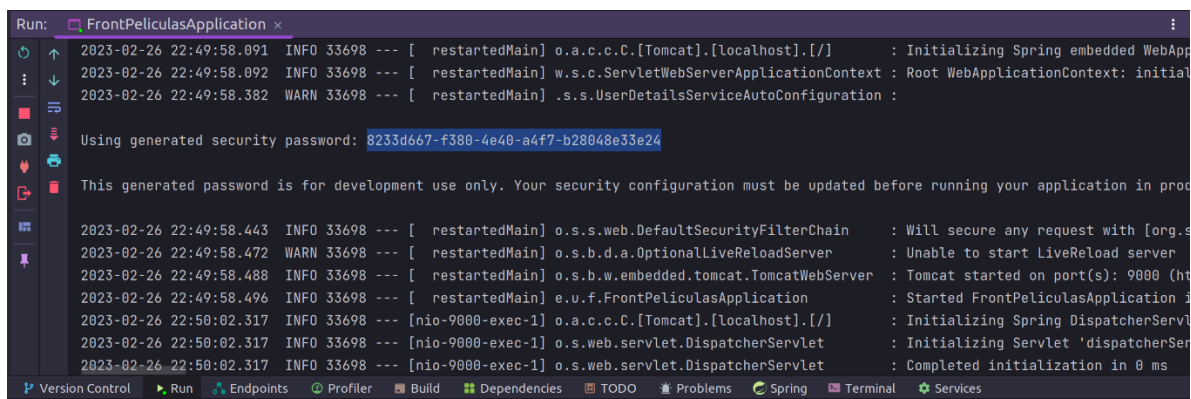 Run: FrontPeliculasApplication ×
2023-02-26 22:49:58.091 INFO 33698 --- [ restartedMain] o.a.c.c.C.[Tomcat].[localhost].[/] : Initializing Spring embedded WebApp
2023-02-26 22:49:58.092 INFO 33698 --- [ restartedMain] w.s.c.ServletWebServerApplicationContext : Root WebApplicationContext: initial
2023-02-26 22:49:58.382 WARN 33698 --- [ restartedMain] .s.s.UserDetailsServiceAutoConfiguration :
Using generated security password: 8233d667-f380-4e40-a4f7-b28048e33e24
This generated password is for development use only. Your security configuration must be updated before running your application in prod
2023-02-26 22:49:58.443 INFO 33698 --- [ restartedMain] o.s.s.web.DefaultSecurityFilterChain : Will secure any request with [org.s
2023-02-26 22:49:58.472 WARN 33698 --- [ restartedMain] o.s.b.d.a.OptionalLiveReloadServer : Unable to start LiveReload server
2023-02-26 22:49:58.488 INFO 33698 --- [ restartedMain] o.s.b.w.embedded.tomcat.TomcatWebServer : Tomcat started on port(s): 9000 (ht
2023-02-26 22:49:58.496 INFO 33698 --- [ restartedMain] e.u.f.FrontPeliculasApplication : Started FrontPeliculasApplication i
2023-02-26 22:50:02.317 INFO 33698 --- [nio-9000-exec-1] o.a.c.c.C.[Tomcat].[localhost].[/] : Initializing Spring DispatcherServl
2023-02-26 22:50:02.317 INFO 33698 --- [nio-9000-exec-1] o.s.web.servlet.DispatcherServlet : Initializing Servlet 'dispatcherSer
2023-02-26 22:50:02.317 INFO 33698 --- [nio-9000-exec-1] o.s.web.servlet.DispatcherServlet : Completed initialization in 0 ms
Version Control Run Endpoints Profiler Build Dependencies TODO Problems Spring Terminal Services